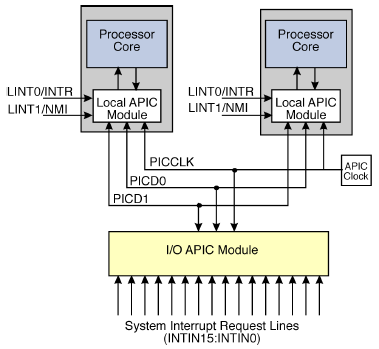 Processor
Core
Processor
Core
LINT0/INTR
LINT1/NMI
Local APIC
Module
LINT0/INTR
LINT1/NMI
Local APIC
Module
PICCLK
PICD0
PICD1
APIC
Clock
I/O APIC Module
System Interrupt Request Lines
(INTIN15:INTIN0)